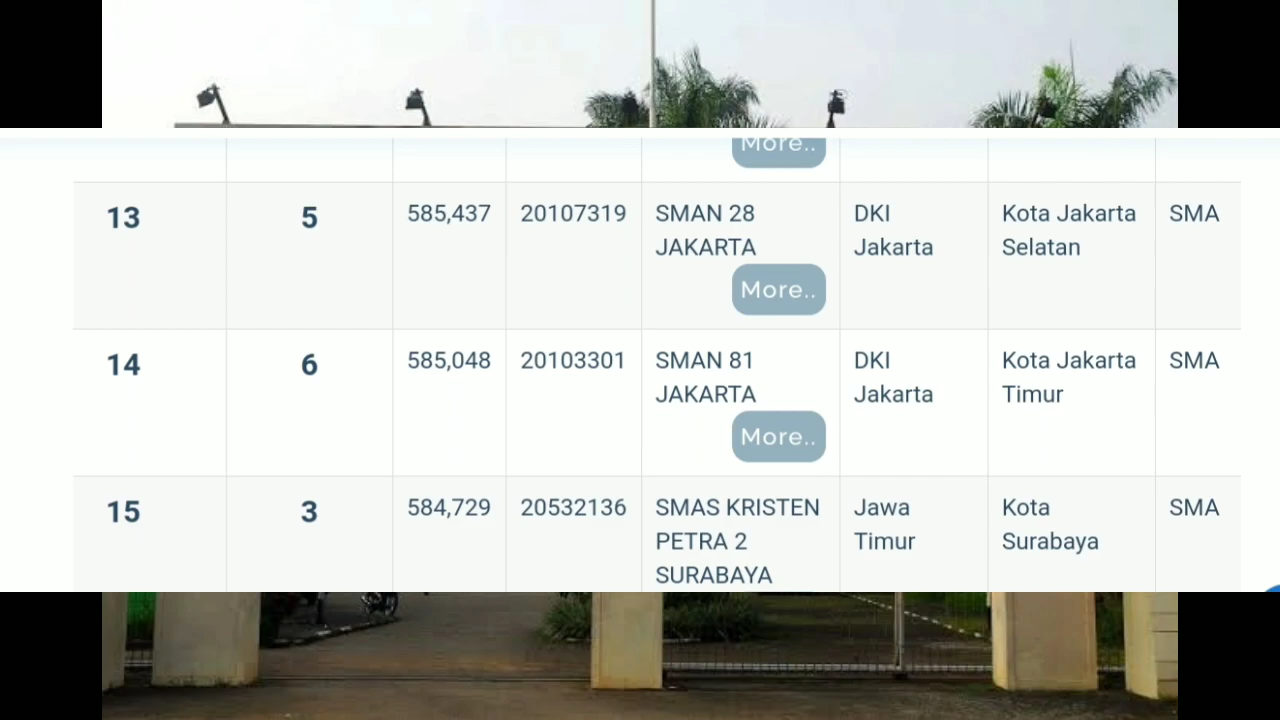 More..
13 5 585,437 20107319 SMAN 28 DKI Kota Jakarta SMA
JAKARTA Jakarta Selatan
More..
14 6 585,048 20103301 SMAN 81 DKI Kota Jakarta SMA
JAKARTA Jakarta Timur
More..
15 3 584,729 20532136 SMAS KRISTEN Jawa Kota SMA
PETRA 2 Timur Surabaya
SURABAYA